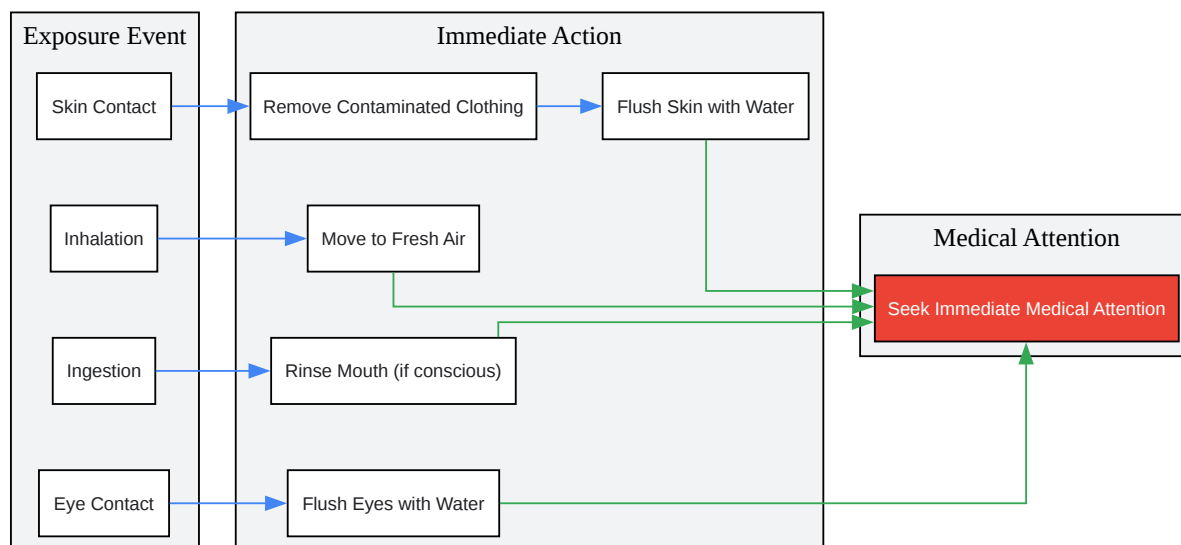 Exposure Event
Immediate Action
Skin Contact
Remove Contaminated Clothing
Flush Skin with Water
Inhalation
Move to Fresh Air
Medical Attention
Seek Immediate Medical Attention
Ingestion
Rinse Mouth (if conscious)
Eye Contact
Flush Eyes with Water